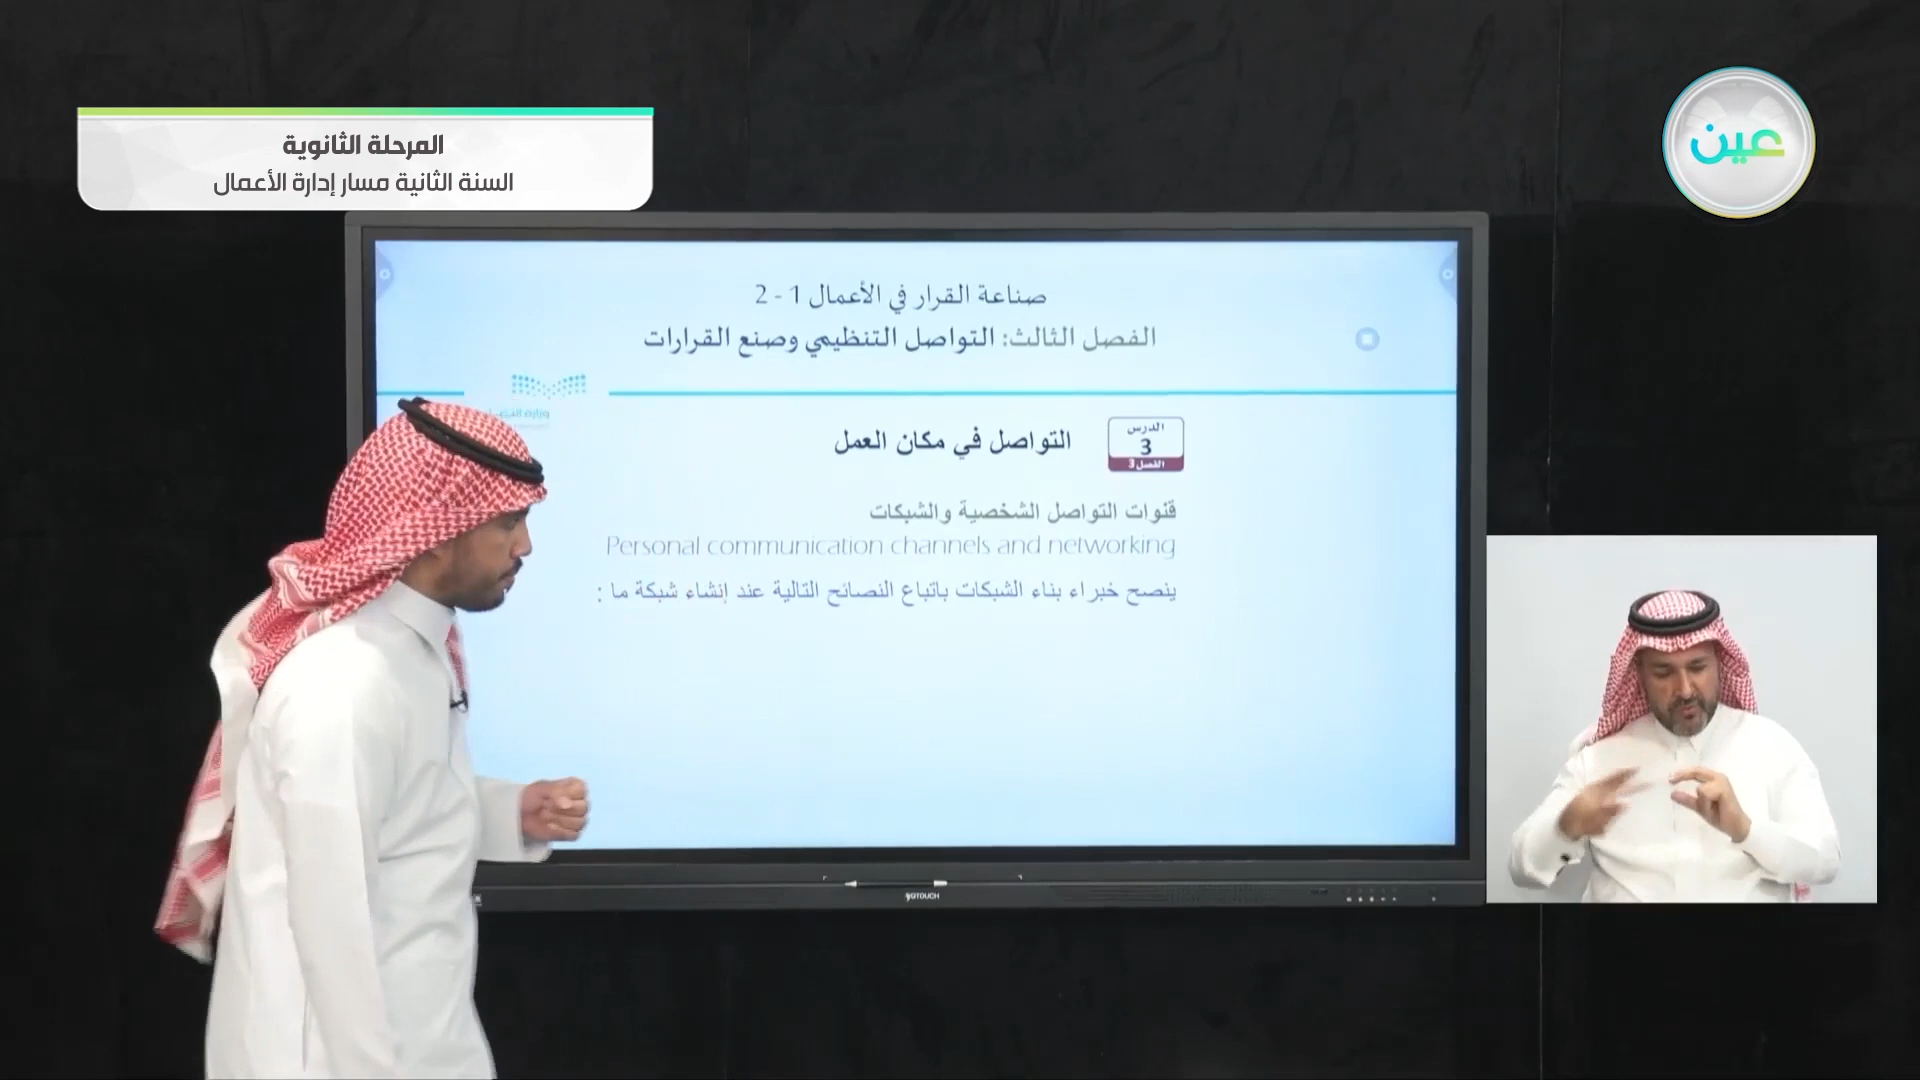 المرحلة الثانوية
السنة الثانية مسار إدارة الأعمال
عين
صناعة القرار في الأعمال 1 - 2
الفصل الثالث: التواصل التنظيمي وصنع القرارات
الدرس
3
الفصل 3
التواصل في مكان العمل
قنوات التواصل الشخصية والشبكات
Personal communication channels and networking
ينصح خبراء بناء الشبكات باتباع النصائح التالية عند إنشاء شبكة ما :